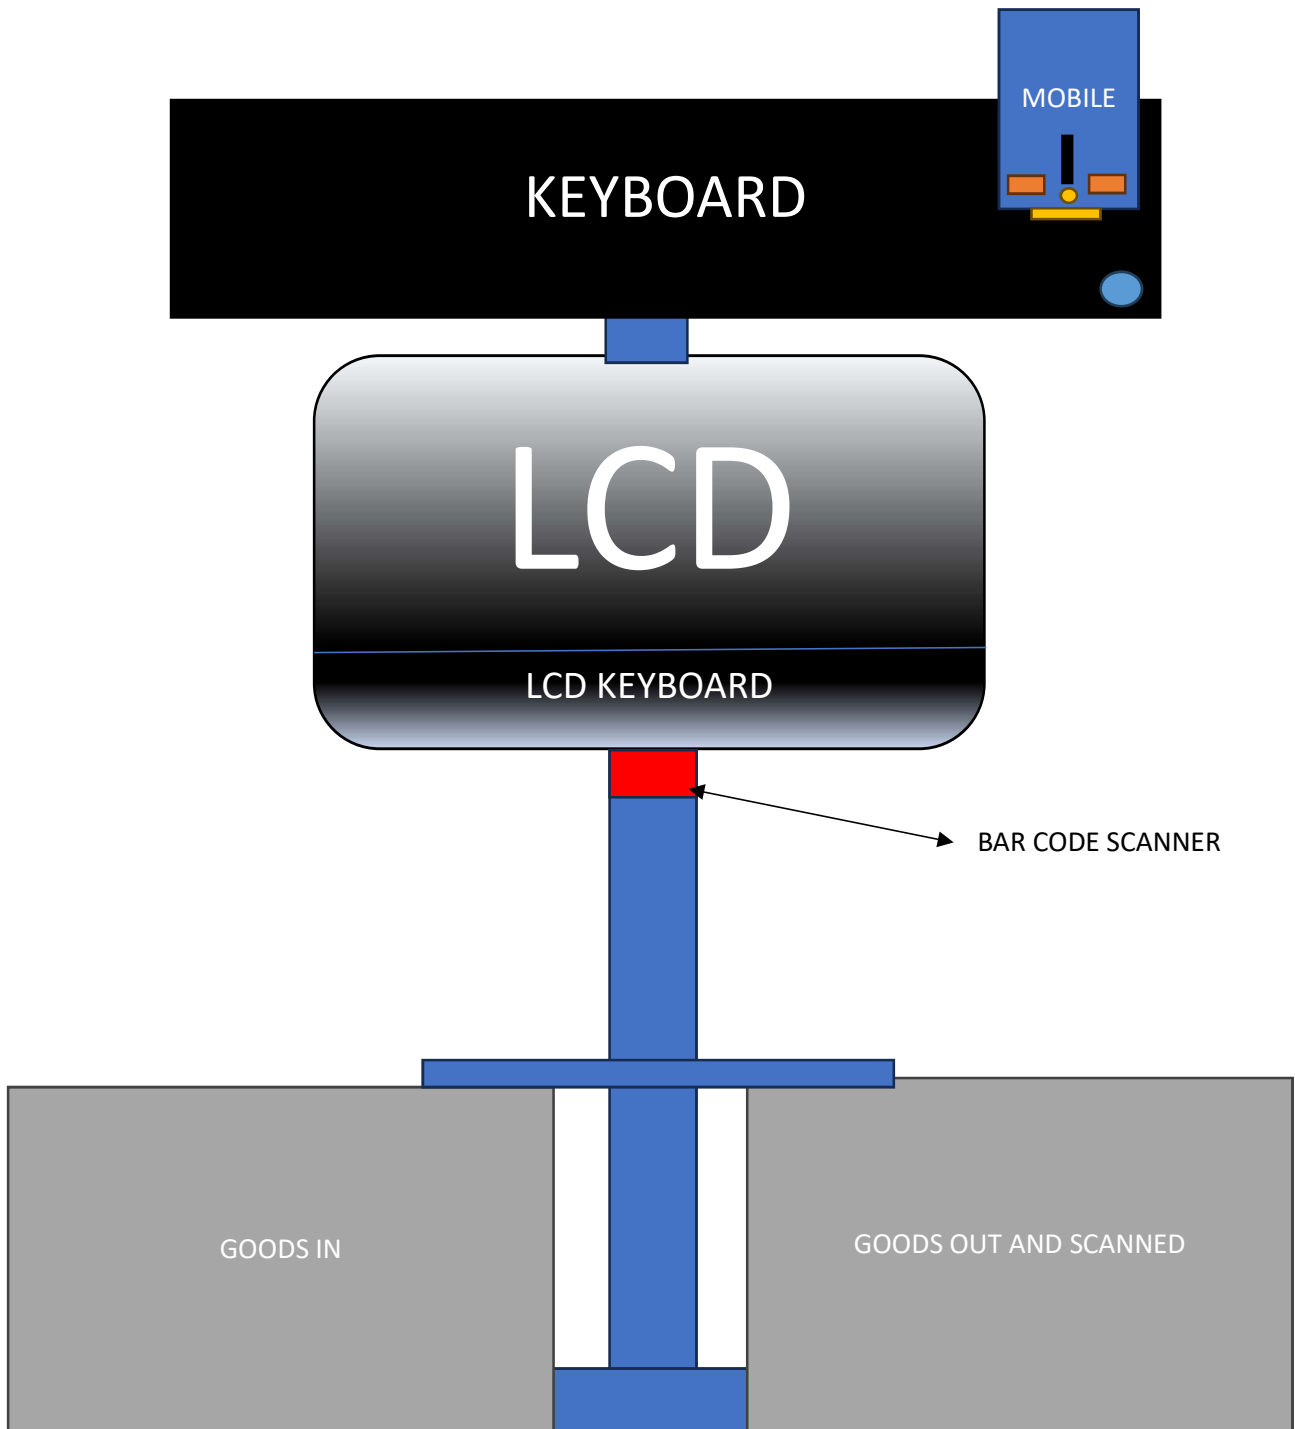 MOBILE
KEYBOARD
LCD
LCD KEYBOARD
BAR CODE SCANNER
GOODS IN
GOODS OUT AND SCANNED